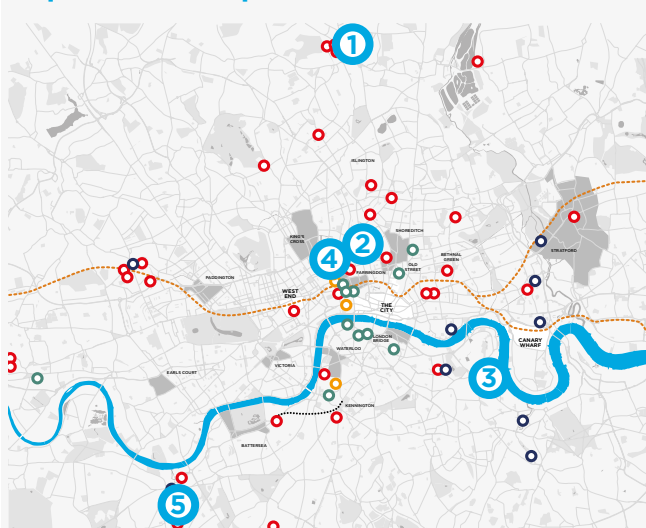 1
ISLINGTON
SHOREDITCH
KING'S
CROSS
2
4
OLD
STREET
BETHNAL
GREEN
STRATFORD
FARRINGDON
PADDINGTON
WEST
END
THE
CITY
LONDON
BRIDGE
WATERLOO
CANARY
WHARF
VICTORIA
EARLS COURT
3
KENNINGTON
BATTERSEA
5